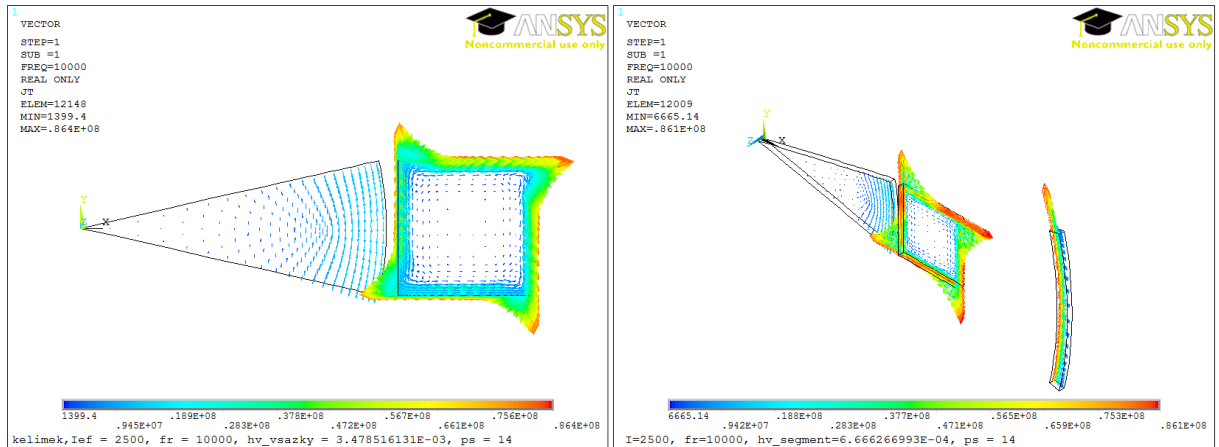 1
VECTOR
STEP=1
SUB =1
FREQ=10000
REAL ONLY
JT
ELEM=12148
MIN=1399.4
MAX=.864E+08
ANSYS
Noncommercial use only
Y
Z X
1399.4 .189E+08 .378E+08 .567E+08 .756E+08
.945E+07 .283E+08 .472E+08 .661E+08 .864E+08
kelimek,Ief = 2500, fr = 10000, hv_vsazky = 3.478516131E-03, ps = 14
1
VECTOR
STEP=1
SUB =1
FREQ=10000
REAL ONLY
JT
ELEM=12009
MIN=6665.14
MAX=.861E+08
ANSYS
Noncommercial use only
Y
Z X
6665.14 .188E+08 .377E+08 .565E+08 .753E+08
.942E+07 .283E+08 .471E+08 .659E+08 .861E+08
I=2500, fr=10000, hv_segment=6.666266993E-04, ps = 14